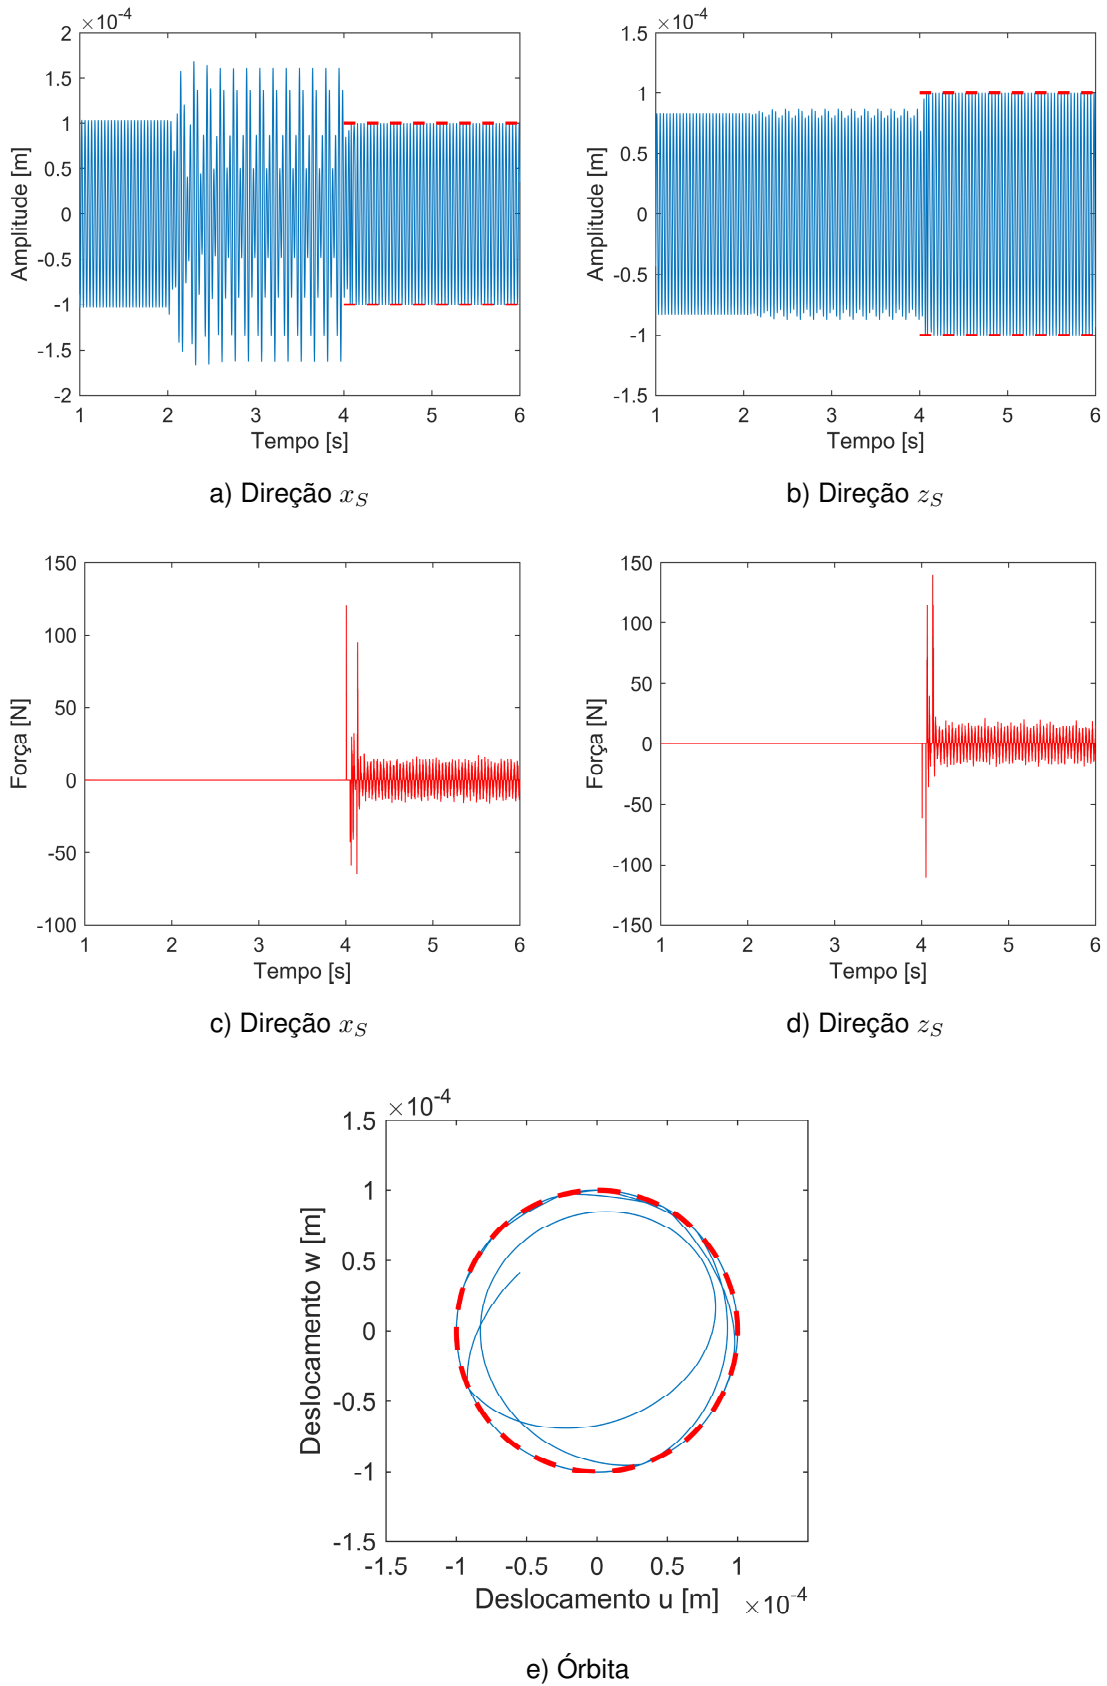 ×10-4
2
1.5
1
0.5
0
-0.5
-1
-1.5
-2
Amplitude [m]
1 2 3 4 5 6
Tempo [s]
a) Direção xS
×10-4
1.5
1
0.5
0
-0.5
-1
-1.5
Amplitude [m]
1 2 3 4 5 6
Tempo [s]
b) Direção zS
150
100
50
0
-50
-100
Força [N]
1 2 3 4 5 6
Tempo [s]
c) Direção xS
150
100
50
0
-50
-100
-150
Força [N]
1 2 3 4 5 6
Tempo [s]
d) Direção zS
×10-4
1.5
1
0.5
0
-0.5
-1
-1.5
Deslocamento w [m]
-1.5 -1 -0.5 0 0.5 1
Deslocamento u [m] ×10-4
e) Órbita